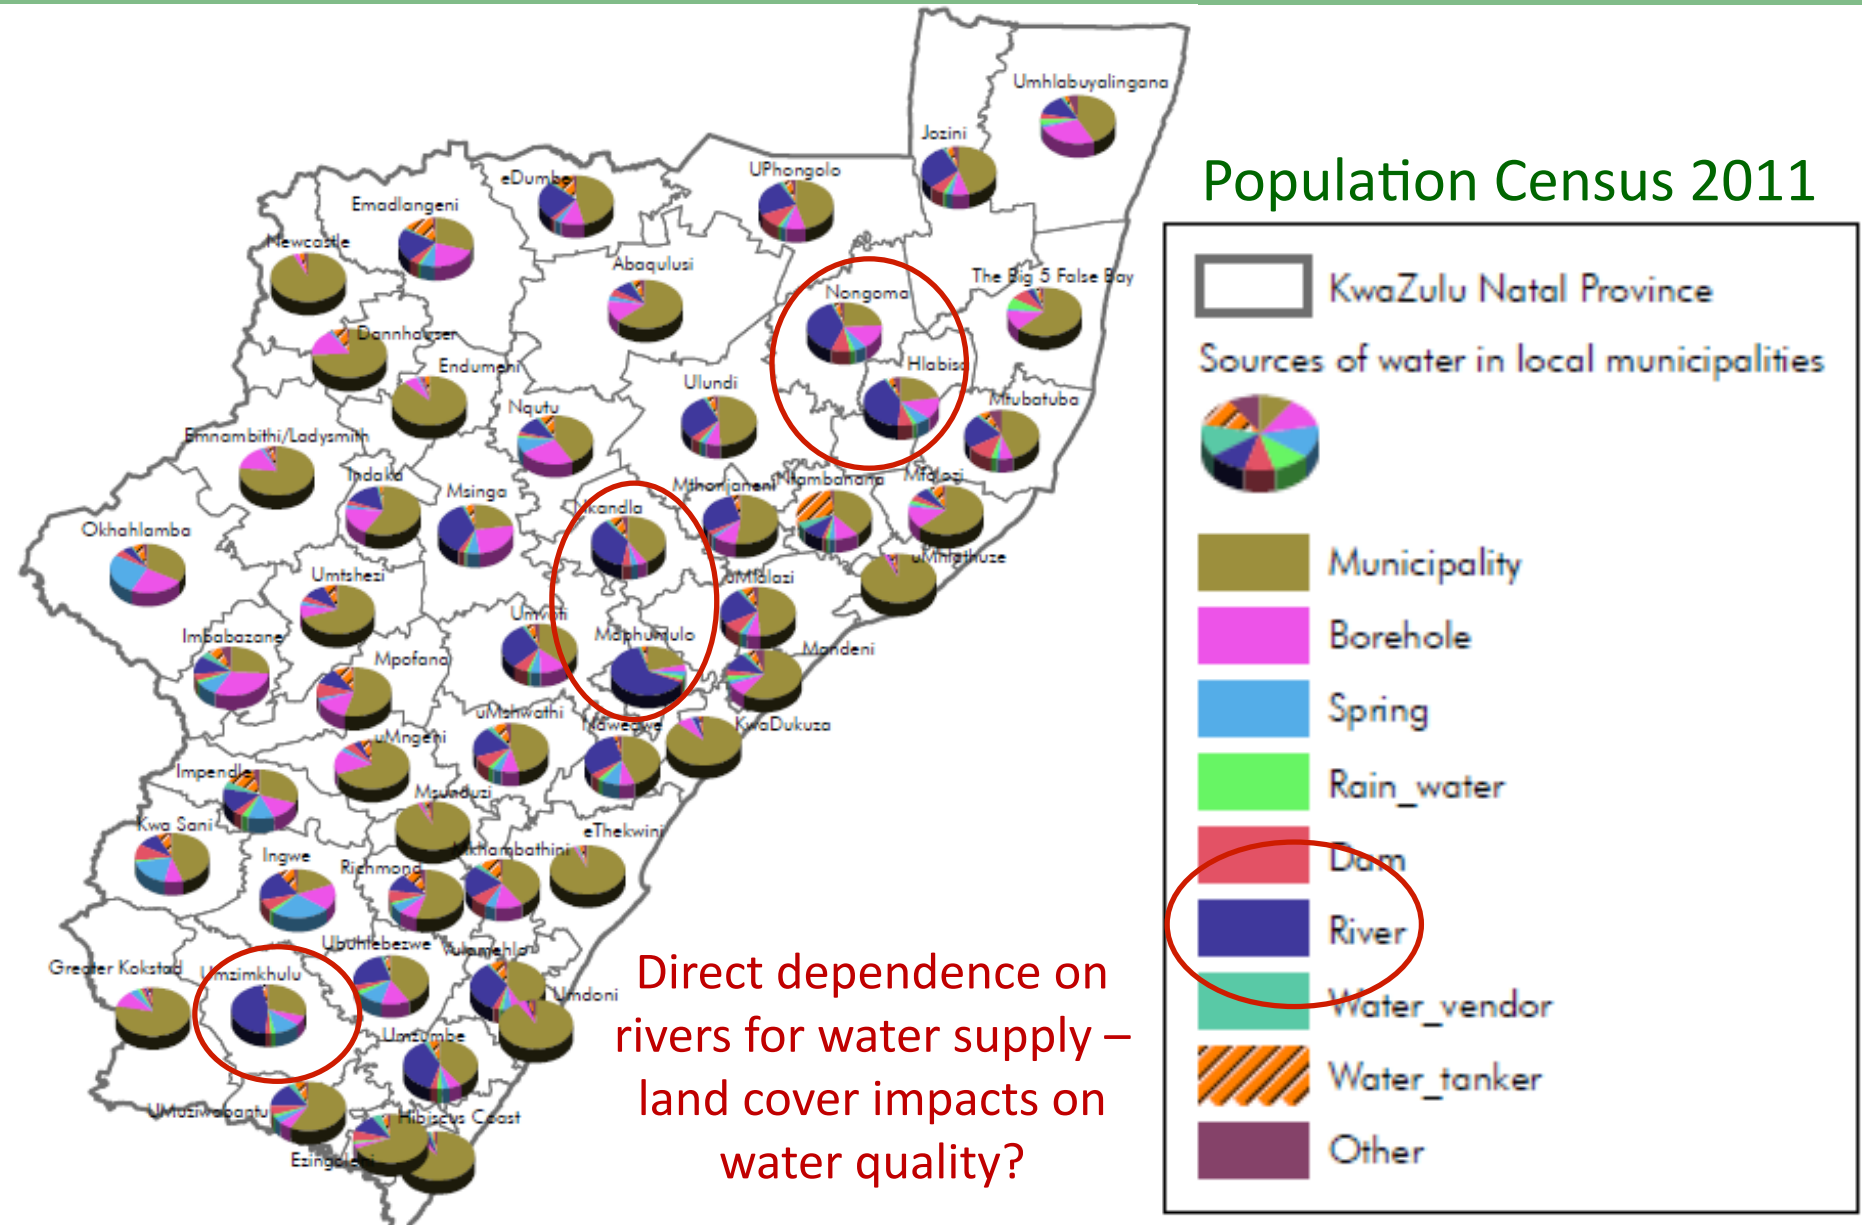 Umhlabuyalingana
Jozini
Population Census 2011
UPhongolo
eDumbe
Emadlangeni
Newcastle
Abaqulusi
The Big 5 False Bay
Nongoma
KwaZulu Natal Province
Dannhauser
Sources of water in local municipalities
Endumeni
Hlabisa
Ulundi
Mtubatuba
Nqutu
Emnambithi/Ladysmith
Indaka
Mthonjaneni
Ntambanana
Mfolozi
Msinga
Nkandla
Okhahlamba
uMhlathuze
Municipality
Umtshezi
uMlalazi
Umvoti
Maphumulo
Imbabazane
Borehole
Mandeni
Mpofana
uMshwathi
Spring
Ndwedwe
KwaDukuza
uMngeni
Impendle
Rain_water
Msunduzi
Kwa Sani
eThekwini
Mkhambathini
Ingwe
Richmond
Dam
River
Ubuhlebezwe
Vulamehlo
Greater Kokstad
Umzimkhulu
Direct dependence on
rivers for water supply –
land cover impacts on
water quality?
Umdoni
Water_vendor
Umzumbe
Water_tanker
UMuziwabantu
Hibiscus Coast
Other